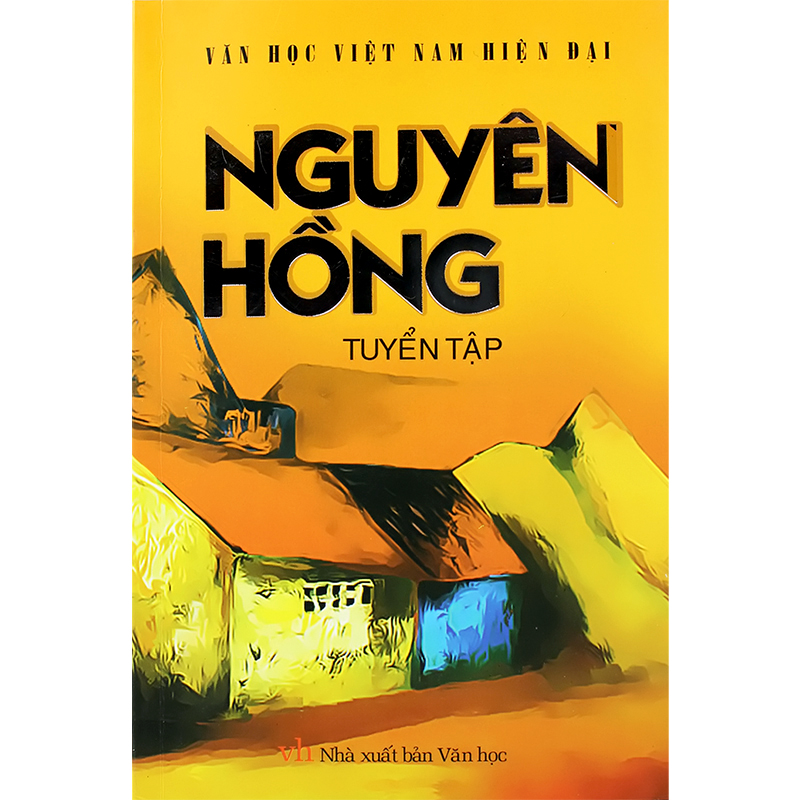 VĂN HỌC VIỆT NAM HIỆN ĐẠI
NGUYÊN
HỒNG
TUYỂN TẬP
vh Nhà xuất bản Văn học